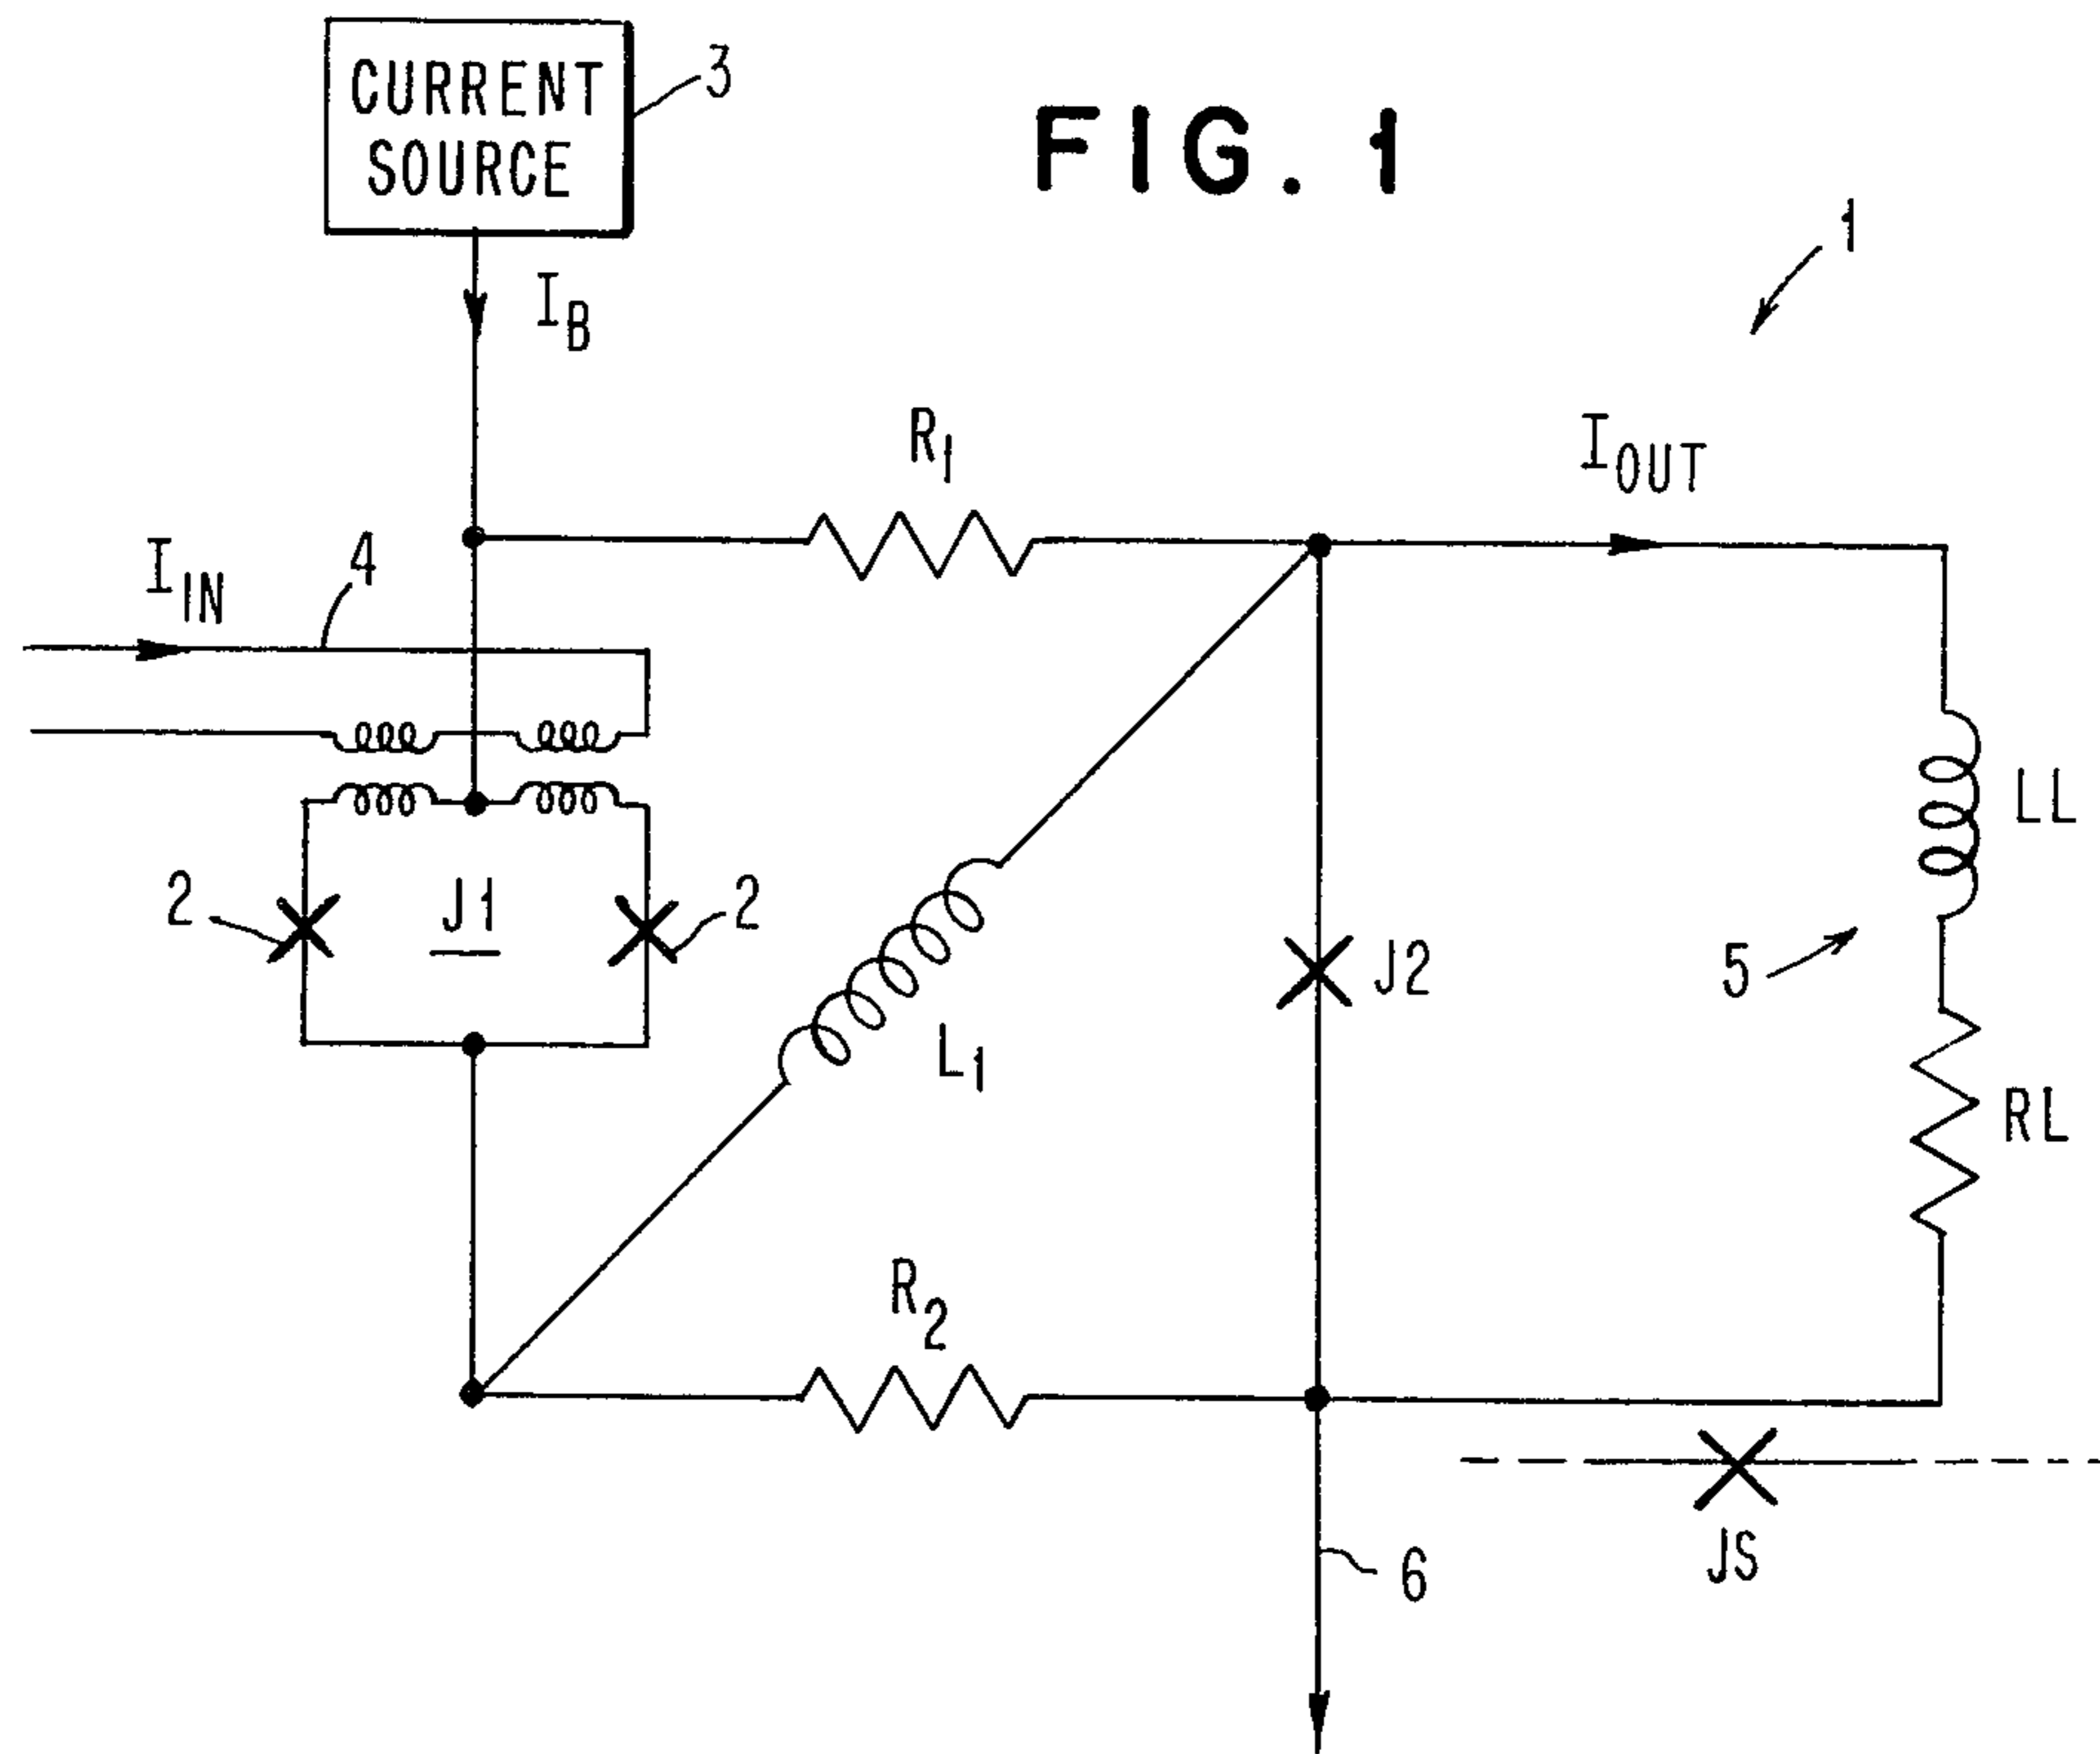 CURRENT
SOURCE
3
FIG. 1
1
I_B
R_1
I_OUT
I_IN
4
LL
2
J1
2
J2
5
L_1
RL
R_2
JS
6